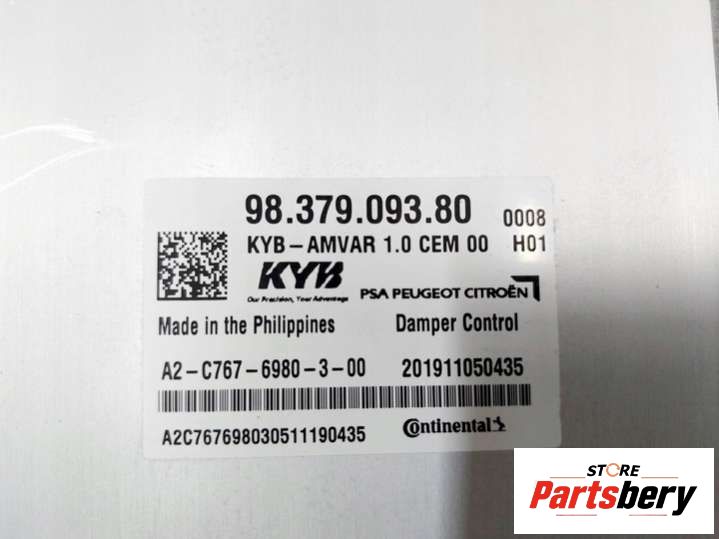 98.379.093.80 0008
KYB-AMVAR 1.0 CEM 00 H01
KYB
Our Precision, Your Advantage
PSA PEUGEOT CITROËN
Made in the Philippines Damper Control
A2-C767-6980-3-00 201911050435
A2C767698030511190435 Continental
STORE
Partsbery